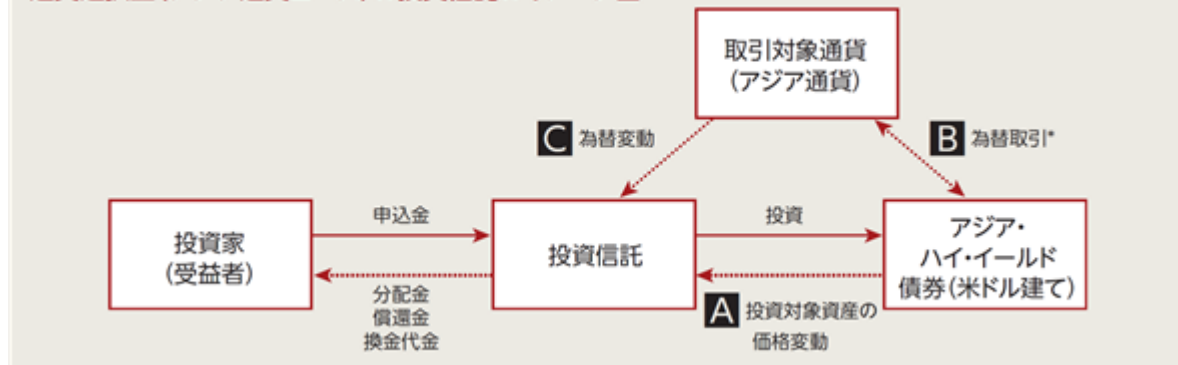 取引対象通貨
(アジア通貨)
C 為替変動
B 為替取引*
投資家
(受益者)
申込金
分配金
償還金
換金代金
投資信託
投資
A 投資対象資産の
価格変動
アジア・
ハイ・イールド
債券(米ドル建て)